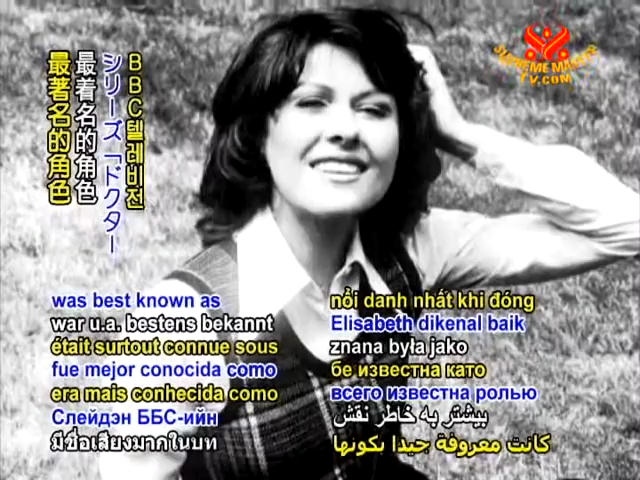 SUPREME MASTER
TV.COM
BBC텔레비전
シリーズ「ドクター
最着名的角色
最著名的角色
was best known as
war u.a. bestens bekannt
était surtout connue sous
fue mejor conocida como
era mais conhecida como
Слейдэн ББС-ийн
มีชื่อเสียงมากในบท
nổi danh nhất khi đóng
Elisabeth dikenal baik
znana była jako
бе известна като
всего известна ролью
بیشتر به خاطر نقش
كانت معروفة جيدا بكونها